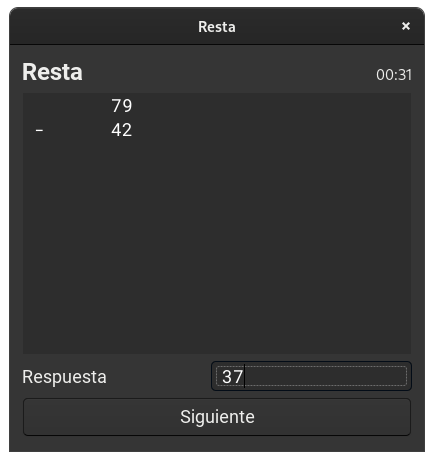 Resta ×
Resta 00:31
79
- 42
Respuesta 37
Siguiente